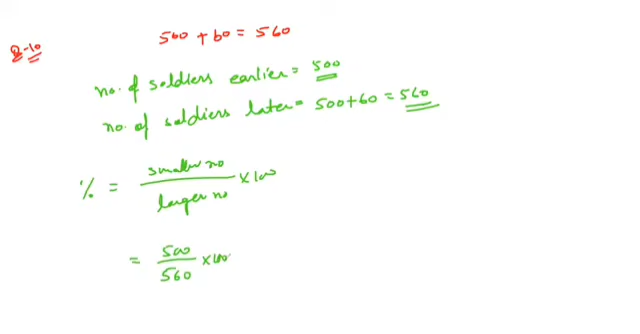 Q-10
560 + 60 = 560
no. of soldiers earlier = 500
no. of soldiers later = 500+60 = 560
% = smaller no / larger no × 100
= 500 / 560 × 100